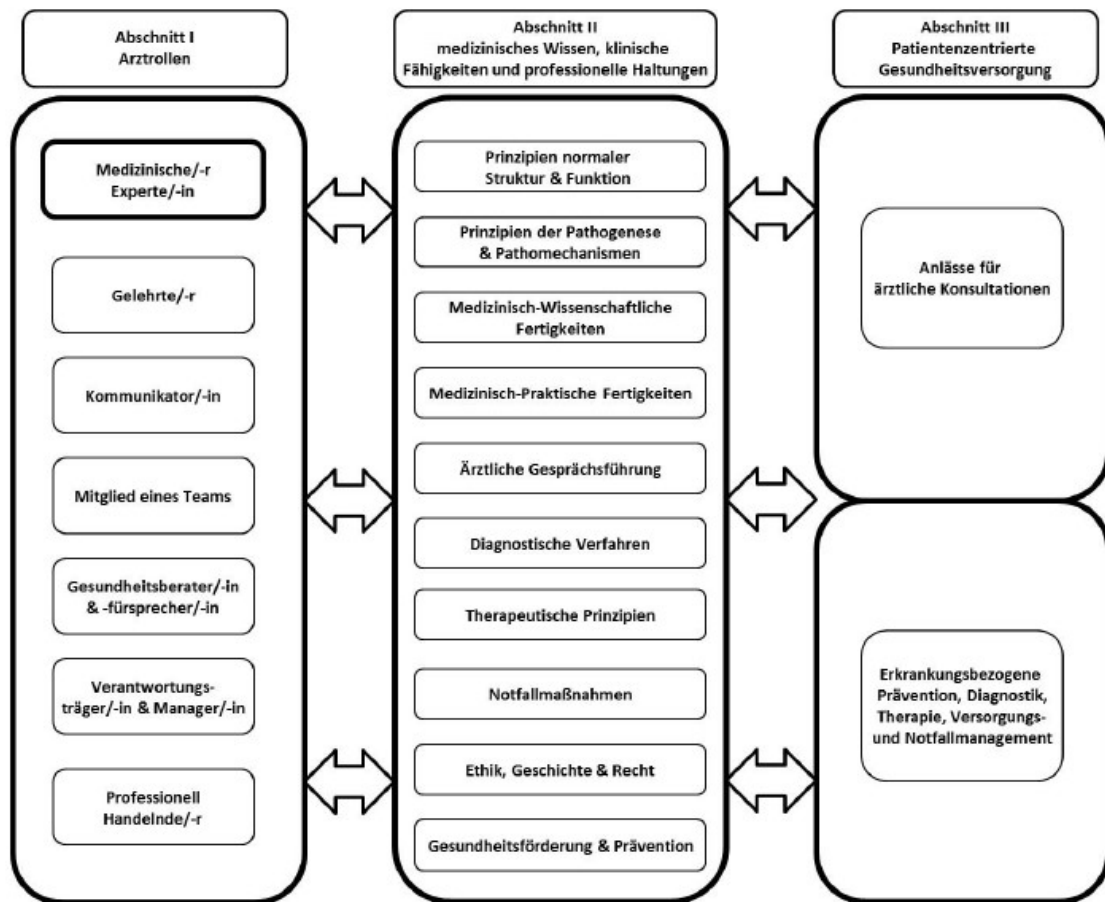 Abschnitt I
Arztrollen
Abschnitt II
medizinisches Wissen, klinische
Fähigkeiten und professionelle Haltungen
Abschnitt III
Patientenzentrierte
Gesundheitsversorgung
Medizinische/-r
Experte/-in
Gelehrte/-r
Kommunikator/-in
Mitglied eines Teams
Gesundheitsberater/-in
& -fürsprecher/-in
Verantwortungs-
träger/-in & Manager/-in
Professionell
Handelnde/-r
Prinzipien normaler
Struktur & Funktion
Prinzipien der Pathogenese
& Pathomechanismen
Medizinisch-Wissenschaftliche
Fertigkeiten
Medizinisch-Praktische Fertigkeiten
Ärztliche Gesprächsführung
Diagnostische Verfahren
Therapeutische Prinzipien
Notfallmaßnahmen
Ethik, Geschichte & Recht
Gesundheitsförderung & Prävention
Anlässe für
ärztliche Konsultationen
Erkrankungsbezogene
Prävention, Diagnostik,
Therapie, Versorgungs-
und Notfallmanagement